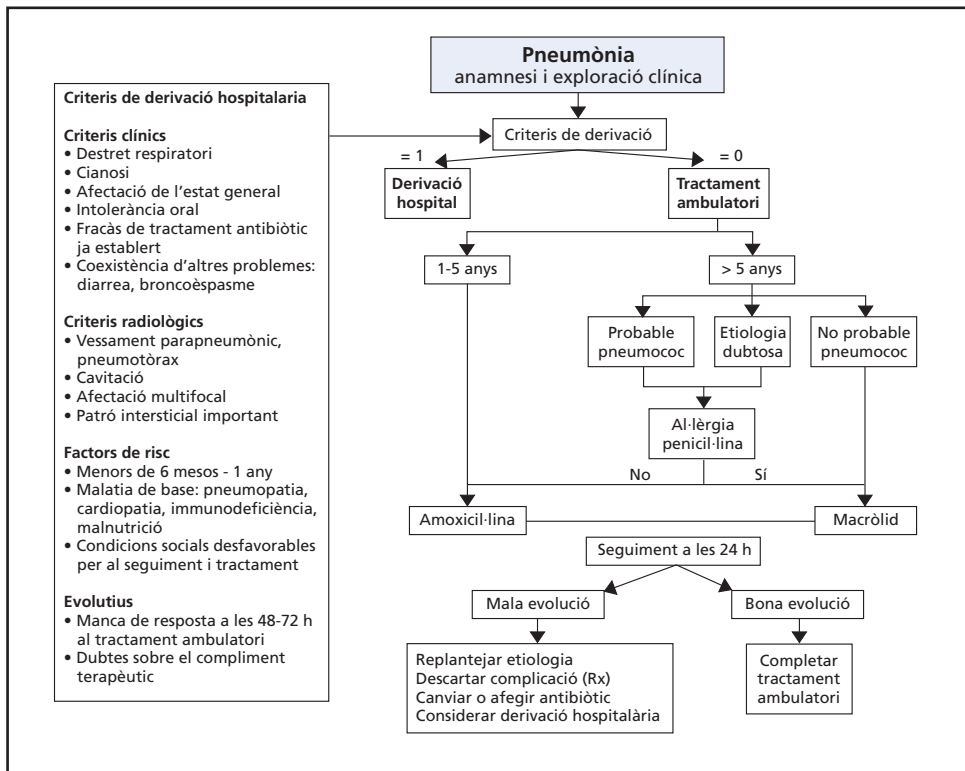 Pneumònia
anamnesi i exploració clínica
Criteris de derivació hospitalaria
Criteris clínics
• Destret respiratori
• Cianosi
• Afectació de l'estat general
• Intolerància oral
• Fracàs de tractament antibiòtic
ja establert
• Coexistència d'altres problemes:
diarrea, broncoèspasme
Criteris radiològics
• Vessament parapneumònic,
pneumotòrax
• Cavitació
• Afectació multifocal
• Patró intersticial important
Factors de risc
• Menors de 6 mesos - 1 any
• Malatia de base: pneumopatia,
cardiopatia, immunodeficiència,
malnutrició
• Condicions socials desfavorables
per al seguiment i tractament
Evolutius
• Manca de resposta a les 48-72 h
al tractament ambulatori
• Dubtes sobre el compliment
terapèutic
Criteris de derivació
= 1
= 0
Derivació
hospital
Tractament
ambulatori
1-5 anys
> 5 anys
Probable
pneumococ
Etiologia
dubtosa
No probable
pneumococ
Al·lèrgia
penicil·lina
No
Sí
Amoxicil·lina
Macròlid
Seguiment a les 24 h
Mala evolució
Bona evolució
Replantejar etiologia
Descartar complicació (Rx)
Canviar o afegir antibiòtic
Considerar derivació hospitalària
Completar
tractament
ambulatori